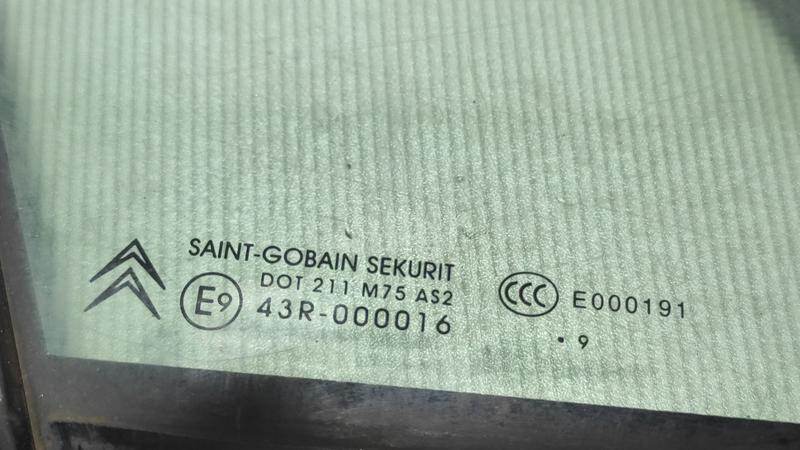 SAINT-GOBAIN SEKURIT
DOT 211 M75 AS2
E9 43R-000016
CCC E000191
• 9